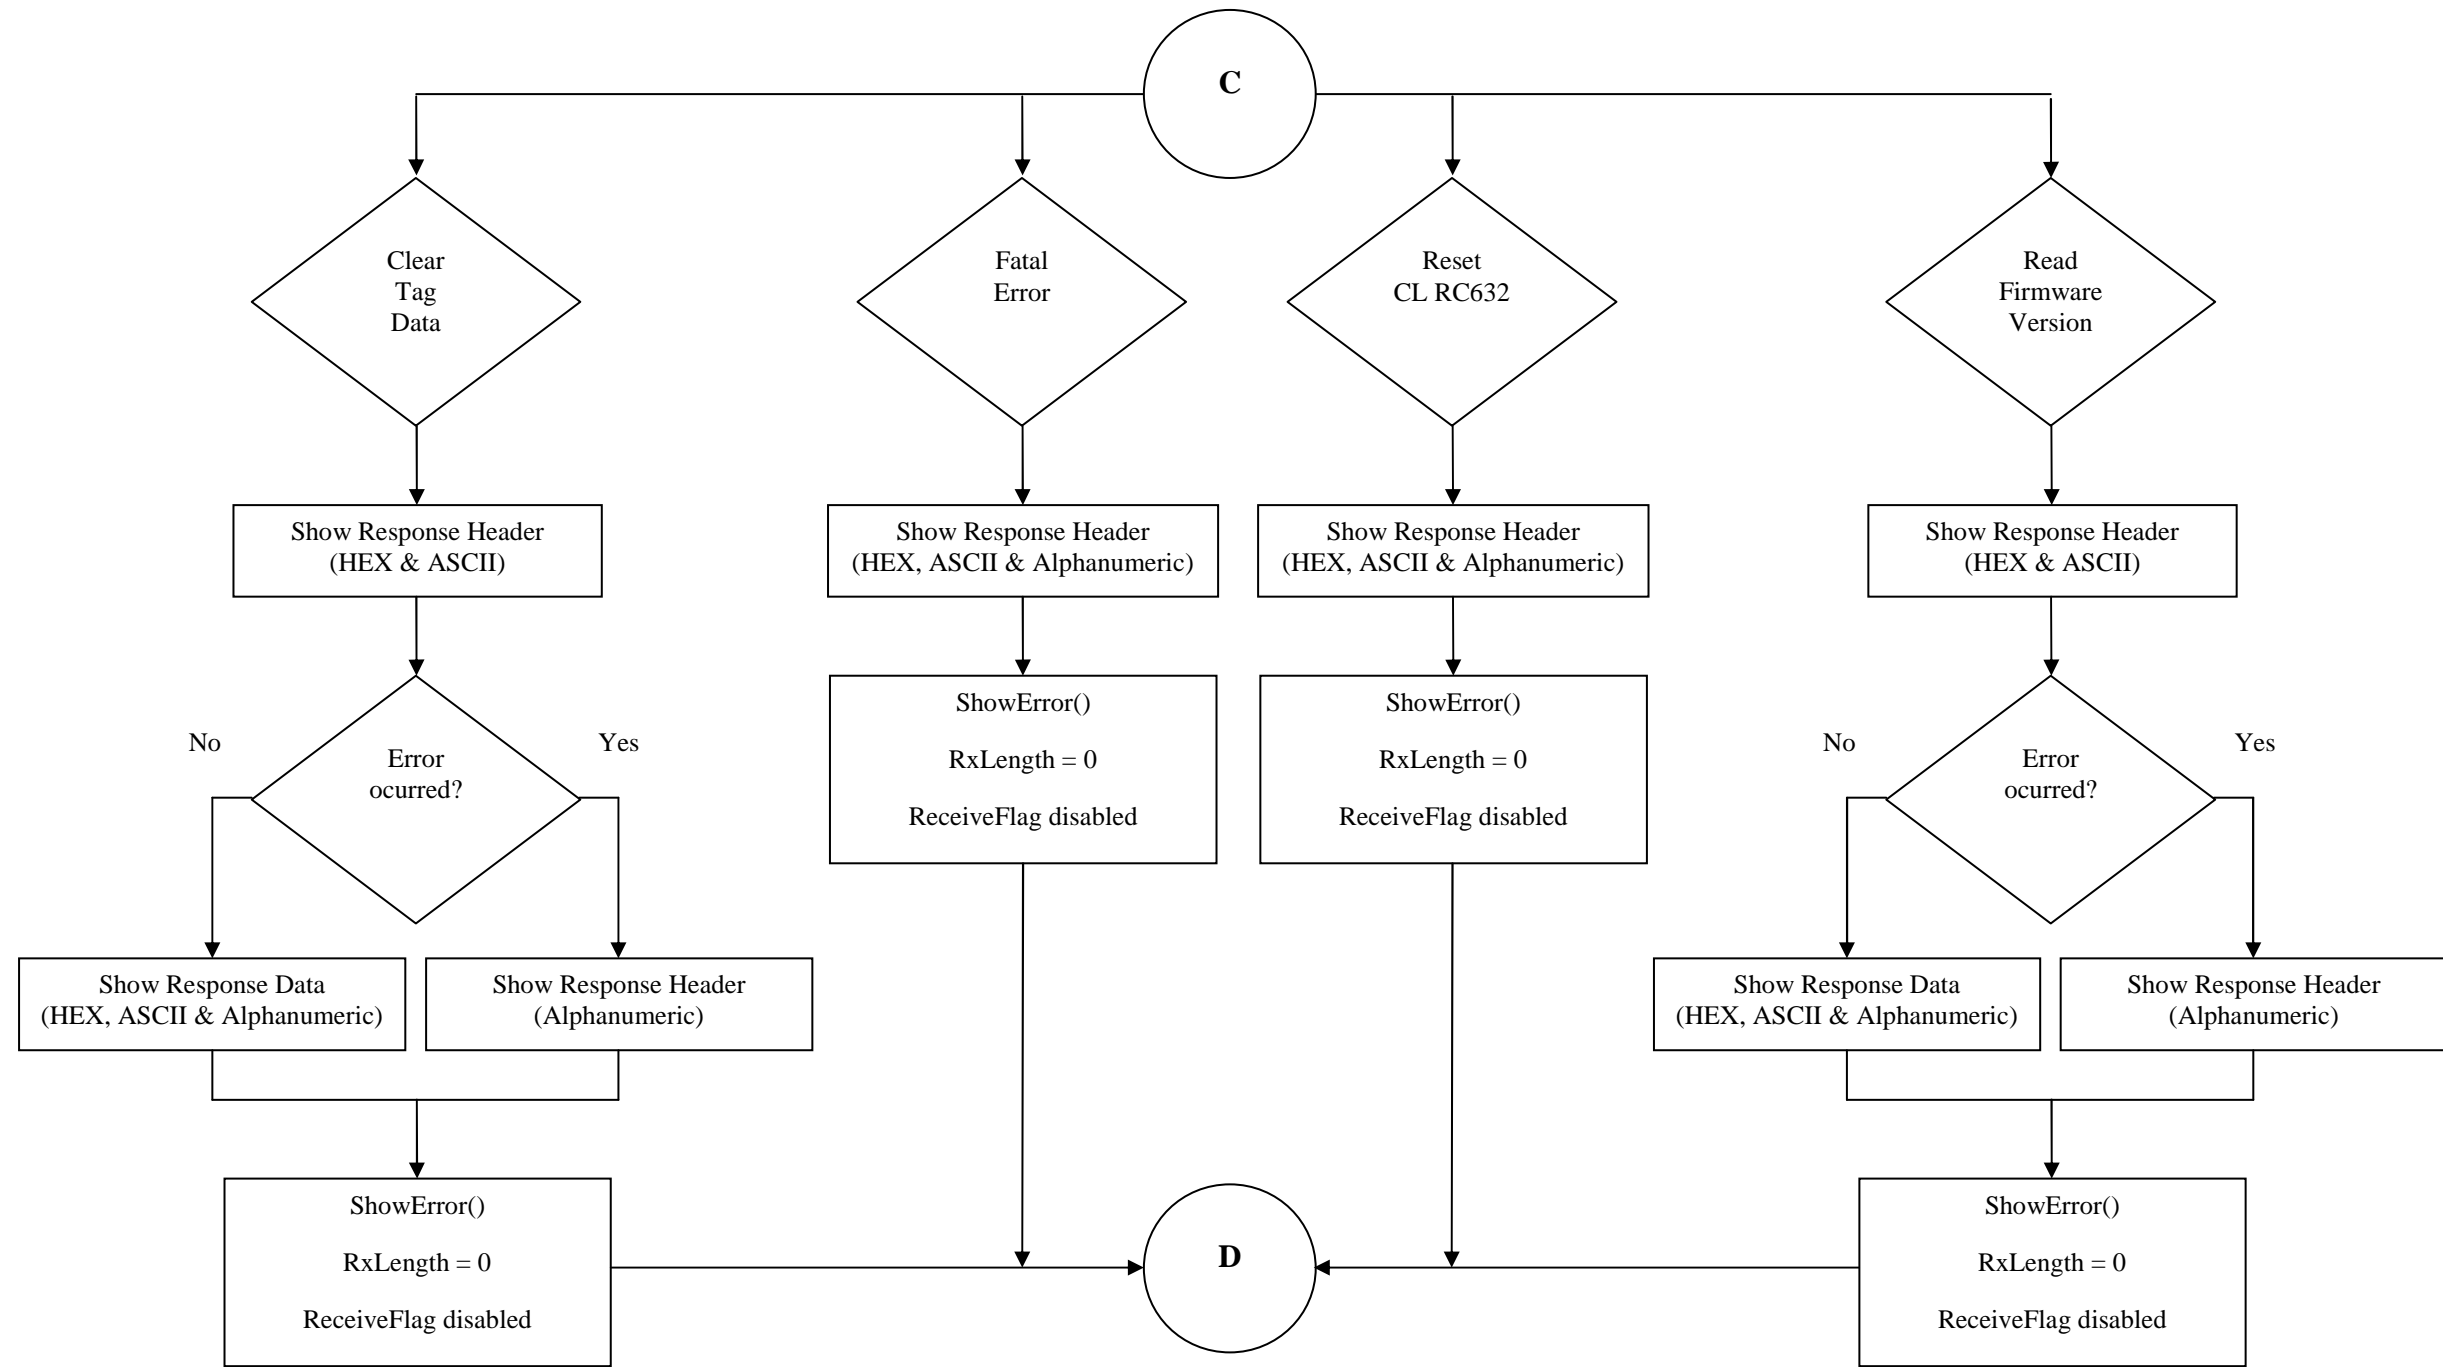 C
Clear
Tag
Data
Fatal
Error
Reset
CL RC632
Read
Firmware
Version
Show Response Header
(HEX & ASCII)
Show Response Header
(HEX, ASCII & Alphanumeric)
Show Response Header
(HEX, ASCII & Alphanumeric)
Show Response Header
(HEX & ASCII)
No
Error
ocurred?
Yes
ShowError()
RxLength = 0
ReceiveFlag disabled
ShowError()
RxLength = 0
ReceiveFlag disabled
No
Error
ocurred?
Yes
Show Response Data
(HEX, ASCII & Alphanumeric)
Show Response Header
(Alphanumeric)
Show Response Data
(HEX, ASCII & Alphanumeric)
Show Response Header
(Alphanumeric)
ShowError()
RxLength = 0
ReceiveFlag disabled
D
ShowError()
RxLength = 0
ReceiveFlag disabled